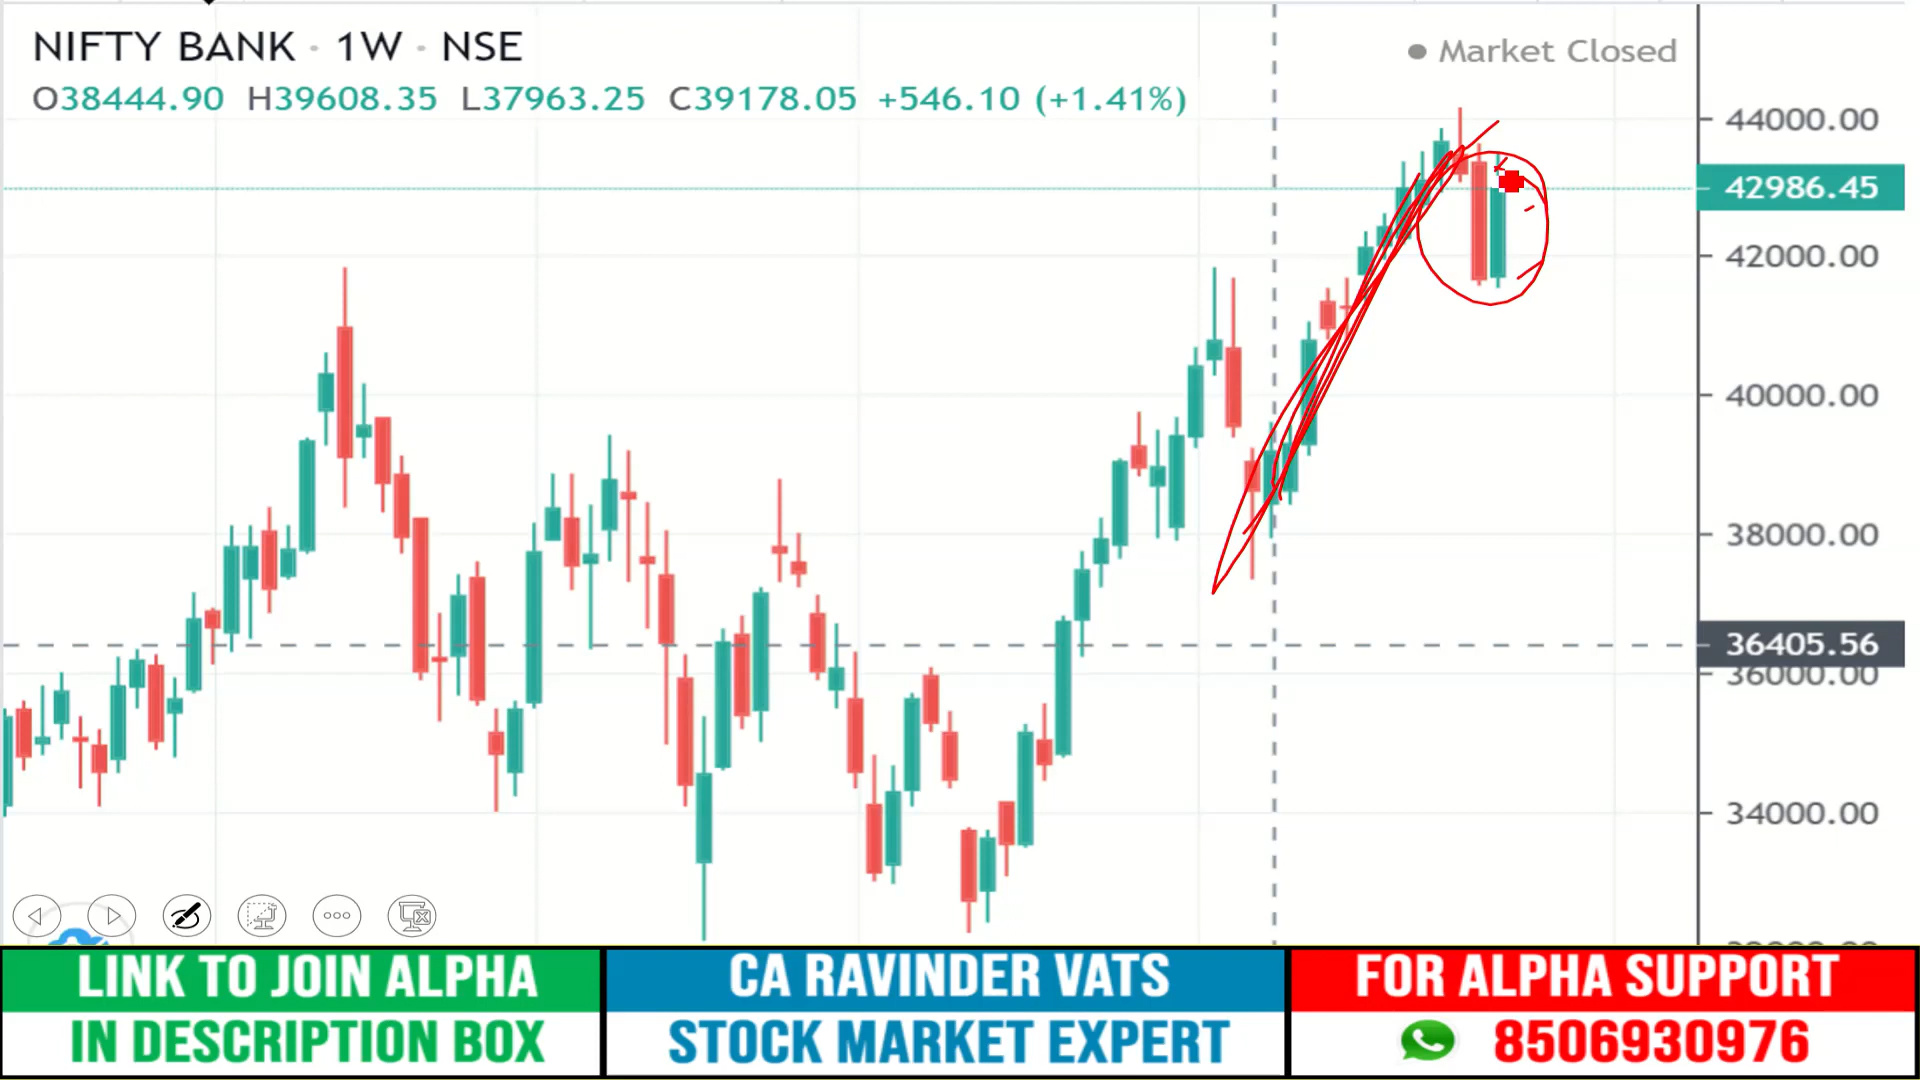 NIFTY BANK · 1W · NSE
Market Closed
O38444.90 H39608.35 L37963.25 C39178.05 +546.10 (+1.41%)
44000.00
42986.45
42000.00
40000.00
38000.00
36405.56
36000.00
34000.00
LINK TO JOIN ALPHA
IN DESCRIPTION BOX
CA RAVINDER VATS
STOCK MARKET EXPERT
FOR ALPHA SUPPORT
8506930976